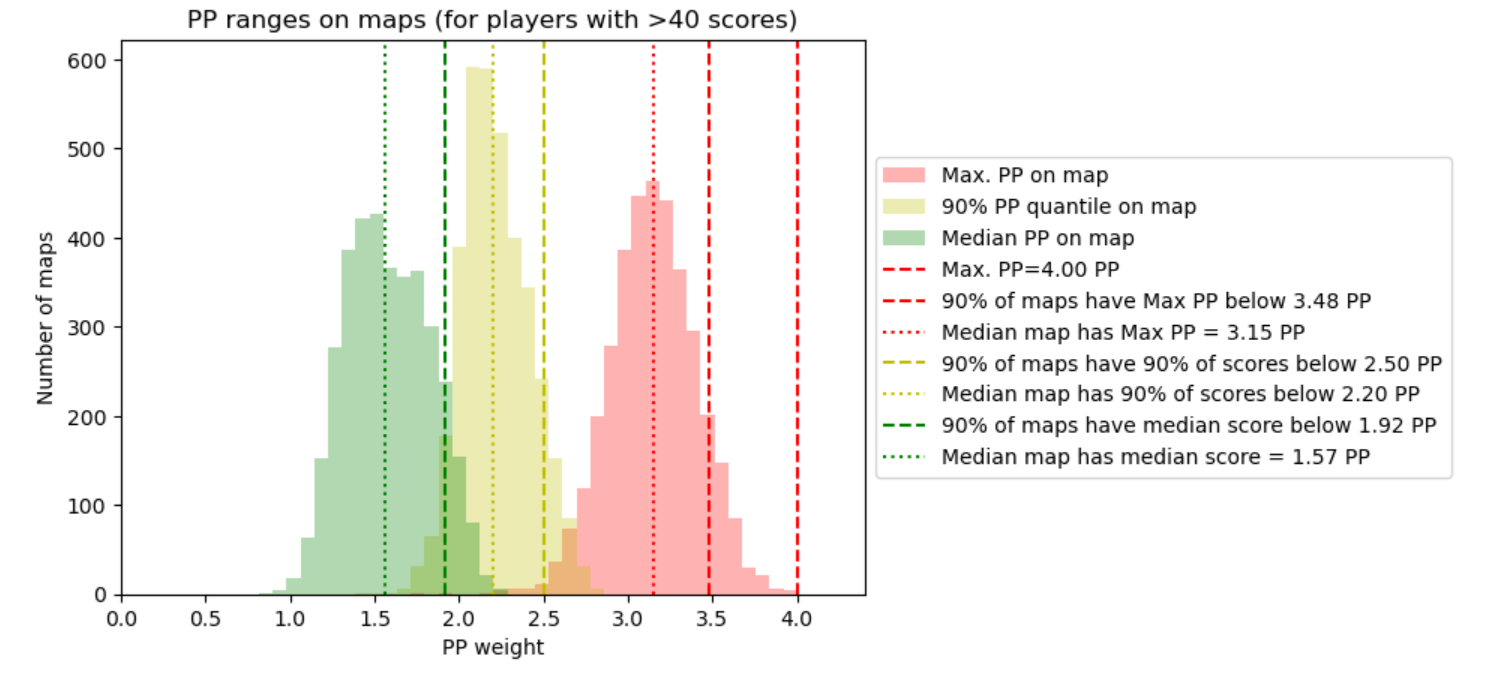 PP ranges on maps (for players with >40 scores)
600
500
400
300
200
100
0
Number of maps
0.0 0.5 1.0 1.5 2.0 2.5 3.0 3.5 4.0
PP weight
Max. PP on map
90% PP quantile on map
Median PP on map
Max. PP=4.00 PP
90% of maps have Max PP below 3.48 PP
Median map has Max PP = 3.15 PP
90% of maps have 90% of scores below 2.50 PP
Median map has 90% of scores below 2.20 PP
90% of maps have median score below 1.92 PP
Median map has median score = 1.57 PP